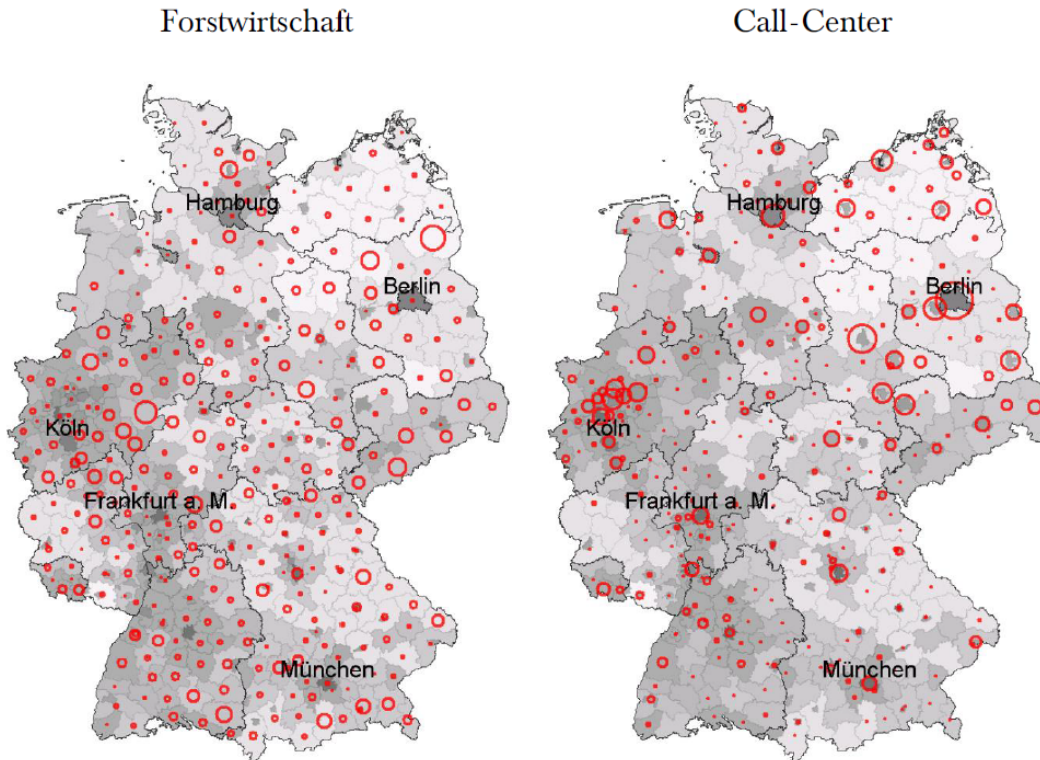 Forstwirtschaft
Hamburg
Berlin
Köln
Frankfurt a. M.
München
Call-Center
Hamburg
Berlin
Köln
Frankfurt a. M.
München